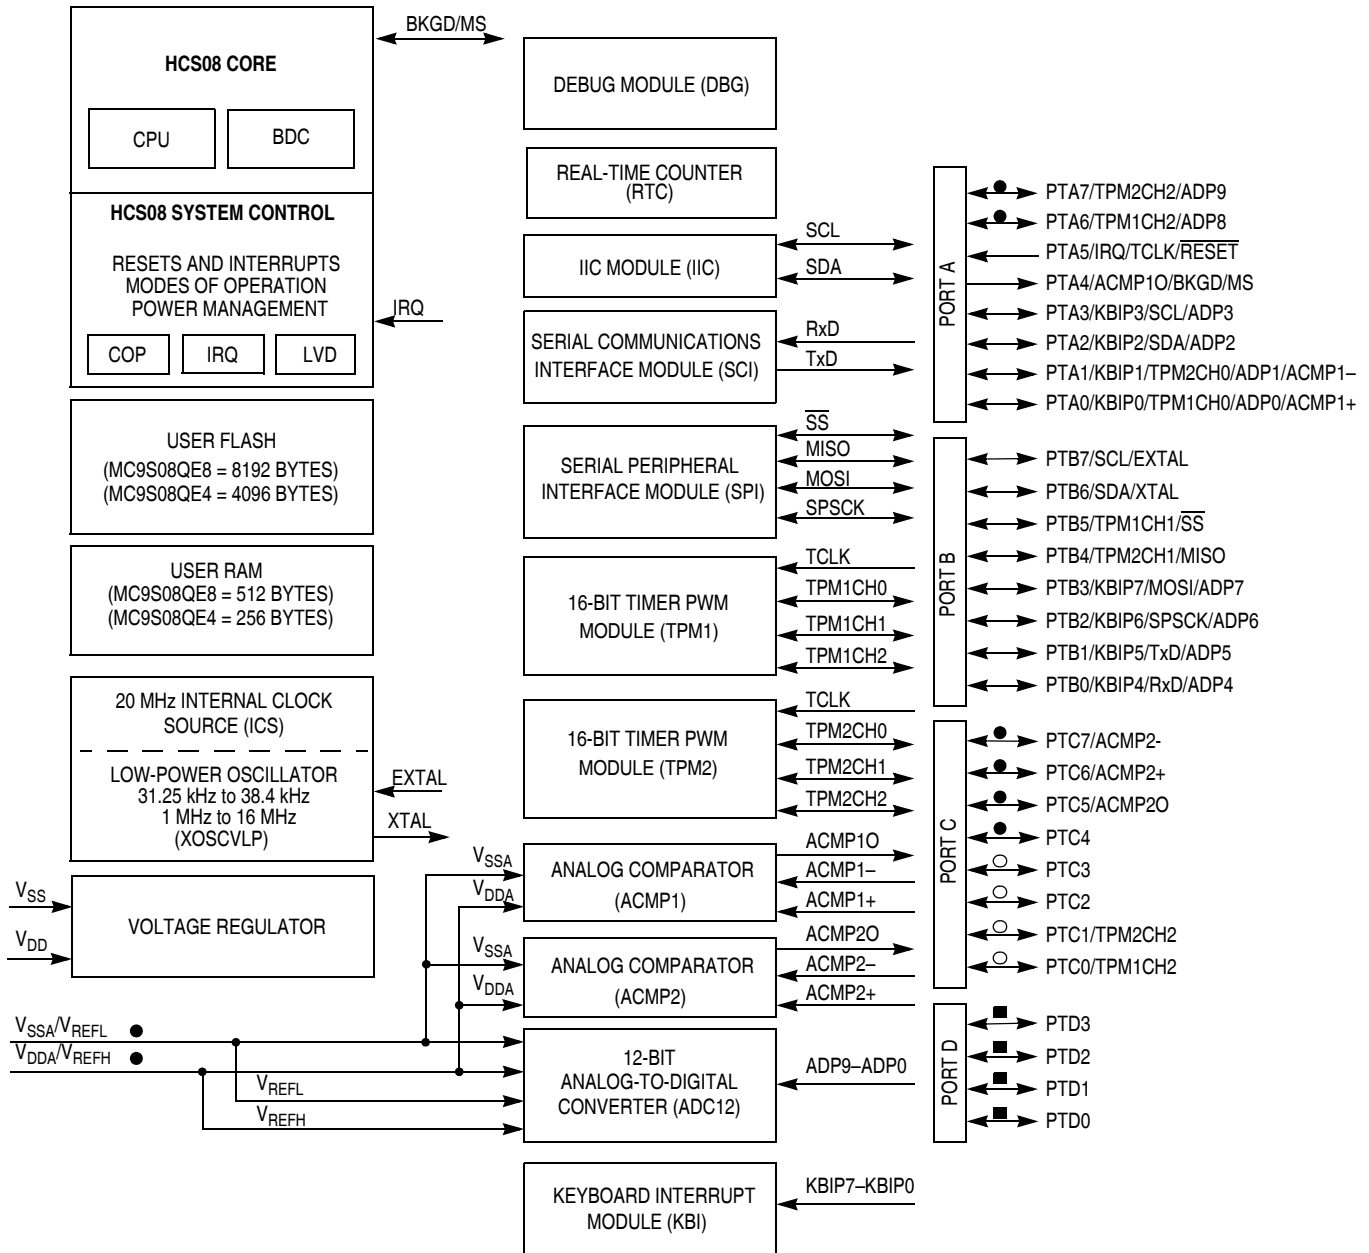 HCS08 CORE
CPU
BDC
HCS08 SYSTEM CONTROL
RESETS AND INTERRUPTS
MODES OF OPERATION
POWER MANAGEMENT
COP
IRQ
LVD
BKGD/MS
IRQ
USER FLASH
(MC9S08QE8 = 8192 BYTES)
(MC9S08QE4 = 4096 BYTES)
USER RAM
(MC9S08QE8 = 512 BYTES)
(MC9S08QE4 = 256 BYTES)
20 MHz INTERNAL CLOCK
SOURCE (ICS)
LOW-POWER OSCILLATOR
31.25 kHz to 38.4 kHz
1 MHz to 16 MHz
(XOSCVLP)
EXTAL
XTAL
VSS
VDD
VOLTAGE REGULATOR
VSSA/VREFL
VDDA/VREFH
VREFL
VREFH
VSSA
VDDA
VSSA
VDDA
DEBUG MODULE (DBG)
REAL-TIME COUNTER
(RTC)
IIC MODULE (IIC)
SCL
SDA
SERIAL COMMUNICATIONS
INTERFACE MODULE (SCI)
RxD
TxD
SERIAL PERIPHERAL
INTERFACE MODULE (SPI)
SS
MISO
MOSI
SPSCK
16-BIT TIMER PWM
MODULE (TPM1)
TCLK
TPM1CH0
TPM1CH1
TPM1CH2
16-BIT TIMER PWM
MODULE (TPM2)
TCLK
TPM2CH0
TPM2CH1
TPM2CH2
ANALOG COMPARATOR
(ACMP1)
ACMP1O
ACMP1–
ACMP1+
ANALOG COMPARATOR
(ACMP2)
ACMP2O
ACMP2–
ACMP2+
12-BIT
ANALOG-TO-DIGITAL
CONVERTER (ADC12)
ADP9–ADP0
KEYBOARD INTERRUPT
MODULE (KBI)
KBIP7–KBIP0
PORT A
PTA7/TPM2CH2/ADP9
PTA6/TPM1CH2/ADP8
PTA5/IRQ/TCLK/RESET
PTA4/ACMP1O/BKGD/MS
PTA3/KBIP3/SCL/ADP3
PTA2/KBIP2/SDA/ADP2
PTA1/KBIP1/TPM2CH0/ADP1/ACMP1–
PTA0/KBIP0/TPM1CH0/ADP0/ACMP1+
PORT B
PTB7/SCL/EXTAL
PTB6/SDA/XTAL
PTB5/TPM1CH1/SS
PTB4/TPM2CH1/MISO
PTB3/KBIP7/MOSI/ADP7
PTB2/KBIP6/SPSCK/ADP6
PTB1/KBIP5/TxD/ADP5
PTB0/KBIP4/RxD/ADP4
PORT C
PTC7/ACMP2-
PTC6/ACMP2+
PTC5/ACMP2O
PTC4
PTC3
PTC2
PTC1/TPM2CH2
PTC0/TPM1CH2
PORT D
PTD3
PTD2
PTD1
PTD0